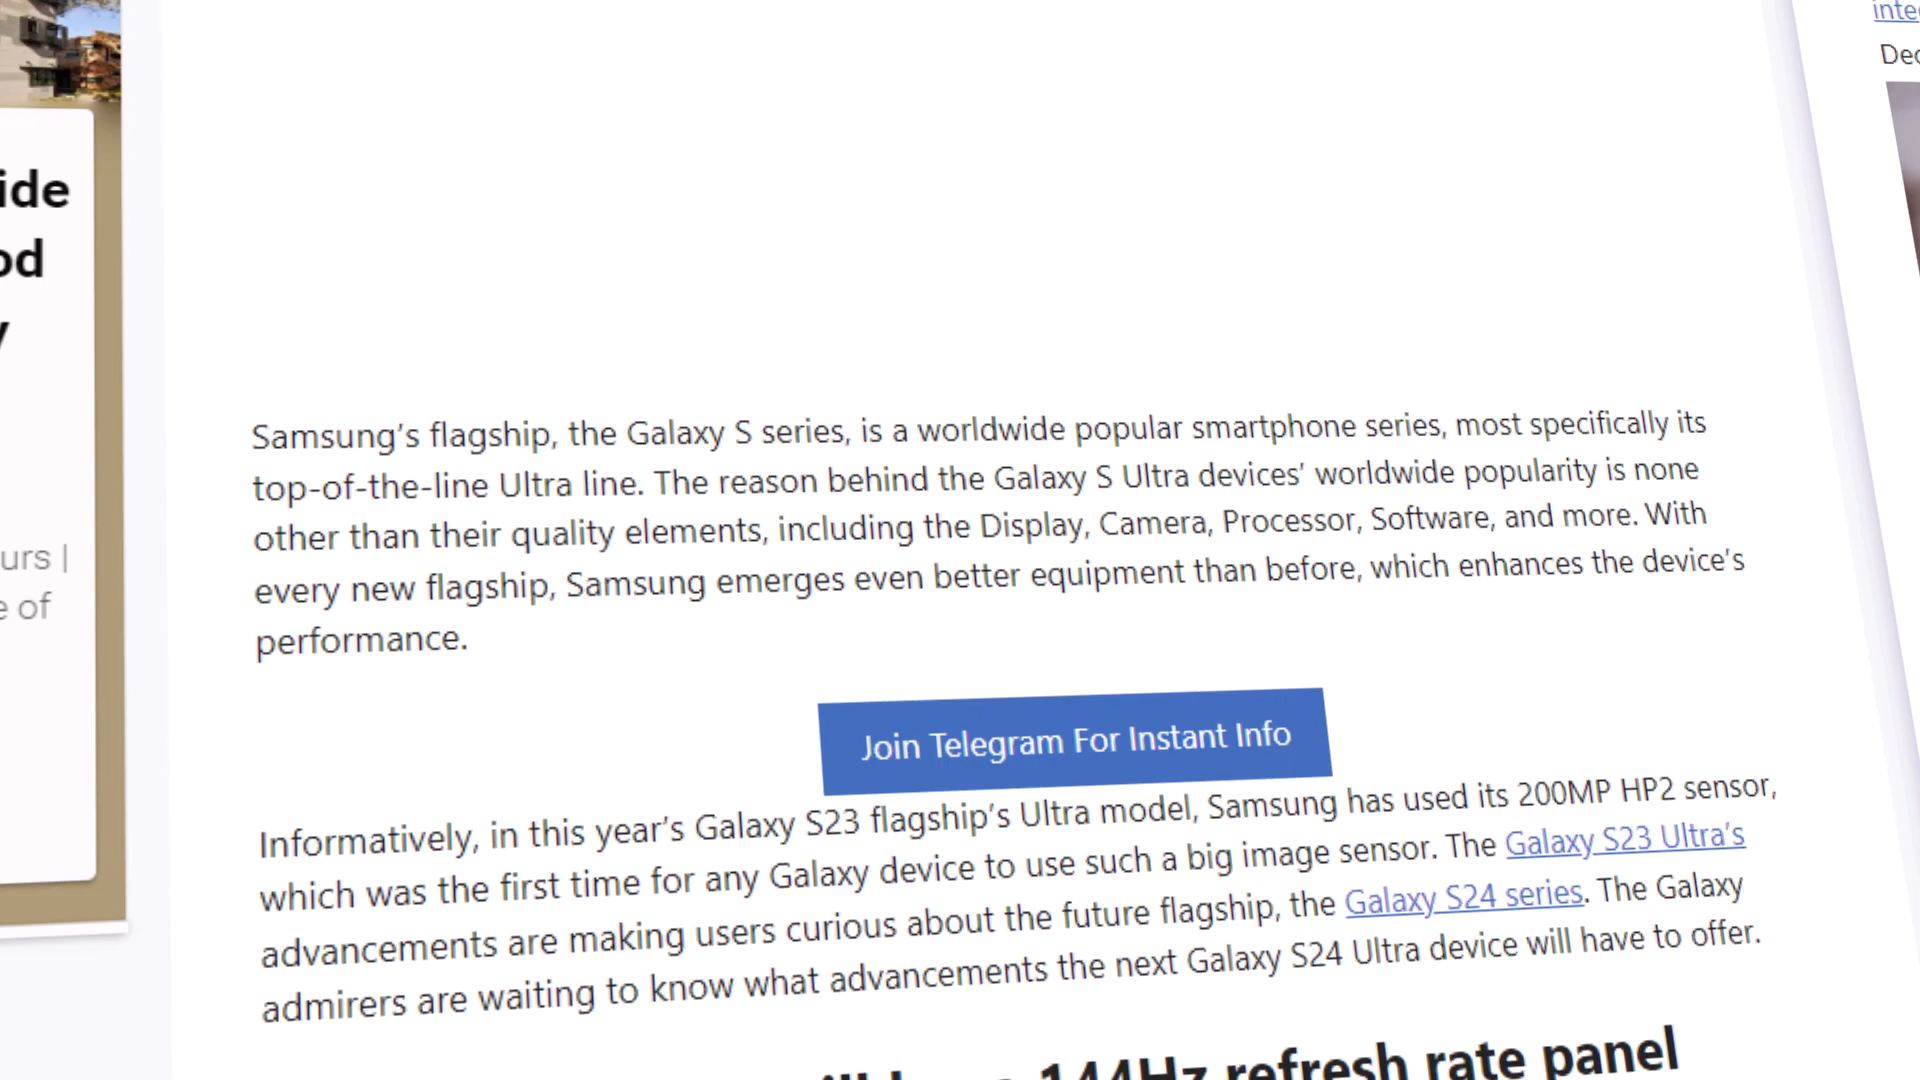 ide
od
y
urs |
e of
Samsung's flagship, the Galaxy S series, is a worldwide popular smartphone series, most specifically its
top-of-the-line Ultra line. The reason behind the Galaxy S Ultra devices' worldwide popularity is none
other than their quality elements, including the Display, Camera, Processor, Software, and more. With
every new flagship, Samsung emerges even better equipment than before, which enhances the device's
performance.
Join Telegram For Instant Info
Informatively, in this year's Galaxy S23 flagship's Ultra model, Samsung has used its 200MP HP2 sensor,
which was the first time for any Galaxy device to use such a big image sensor. The Galaxy S23 Ultra's
advancements are making users curious about the future flagship, the Galaxy S24 series. The Galaxy
admirers are waiting to know what advancements the next Galaxy S24 Ultra device will have to offer.
144Hz refresh rate panel
inte
Dec